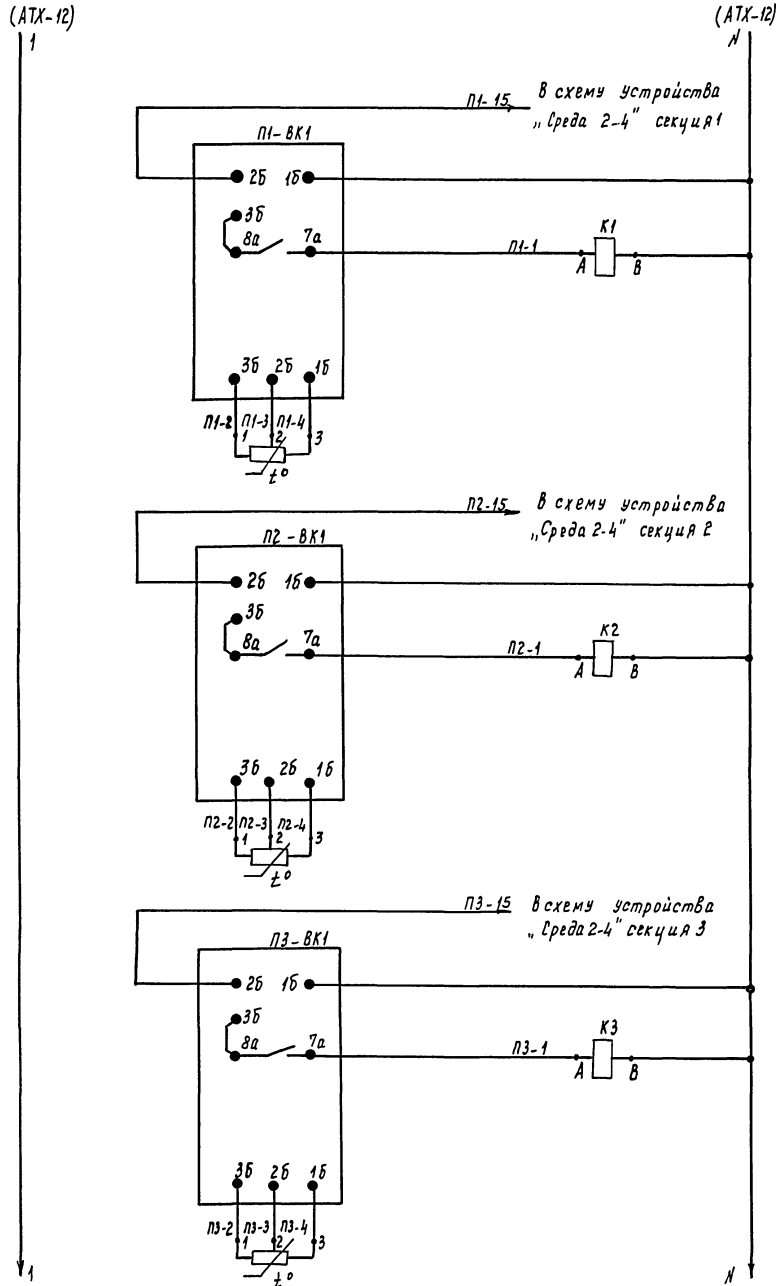 (АТХ-12)
(АТХ-12)
1
N
П1-15
В схему устройства
„Среда 2-4" секция 1
П1-ВК1
2б 1б
3б
8а 7а
П1-1
К1
А В
3б 2б 1б
П1-2 П1-3 П1-4
1 2 3
t°
П2-15
В схему устройства
„Среда 2-4" секция 2
П2-ВК1
2б 1б
3б
8а 7а
П2-1
К2
А В
3б 2б 1б
П2-2 П2-3 П2-4
1 2 3
t°
П3-15
В схему устройства
„Среда 2-4" секция 3
П3-ВК1
2б 1б
3б
8а 7а
П3-1
К3
А В
3б 2б 1б
П3-2 П3-3 П3-4
1 2 3
t°
1
N